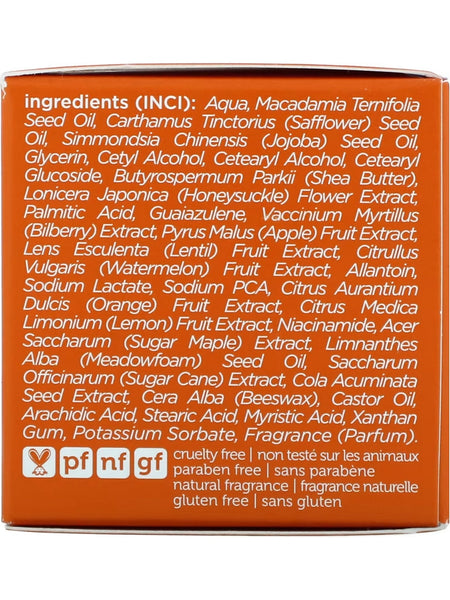 ingredients (INCI): Aqua, Macadamia Ternifolia
Seed Oil, Carthamus Tinctorius (Safflower) Seed
Oil, Simmondsia Chinensis (Jojoba) Seed Oil,
Glycerin, Cetyl Alcohol, Cetearyl Alcohol, Cetearyl
Glucoside, Butyrospermum Parkii (Shea Butter),
Lonicera Japonica (Honeysuckle) Flower Extract,
Palmitic Acid, Guaiazulene, Vaccinium Myrtillus
(Bilberry) Extract, Pyrus Malus (Apple) Fruit Extract,
Lens Esculenta (Lentil) Fruit Extract, Citrullus
Vulgaris (Watermelon) Fruit Extract, Allantoin,
Sodium Lactate, Sodium PCA, Citrus Aurantium
Dulcis (Orange) Fruit Extract, Citrus Medica
Limonium (Lemon) Fruit Extract, Niacinamide, Acer
Saccharum (Sugar Maple) Extract, Limnanthes
Alba (Meadowfoam) Seed Oil, Saccharum
Officinarum (Sugar Cane) Extract, Cola Acuminata
Seed Extract, Cera Alba (Beeswax), Castor Oil,
Arachidic Acid, Stearic Acid, Myristic Acid, Xanthan
Gum, Potassium Sorbate, Fragrance (Parfum).
pf nf gf
cruelty free | non testé sur les animaux
paraben free | sans parabène
natural fragrance | fragrance naturelle
gluten free | sans gluten